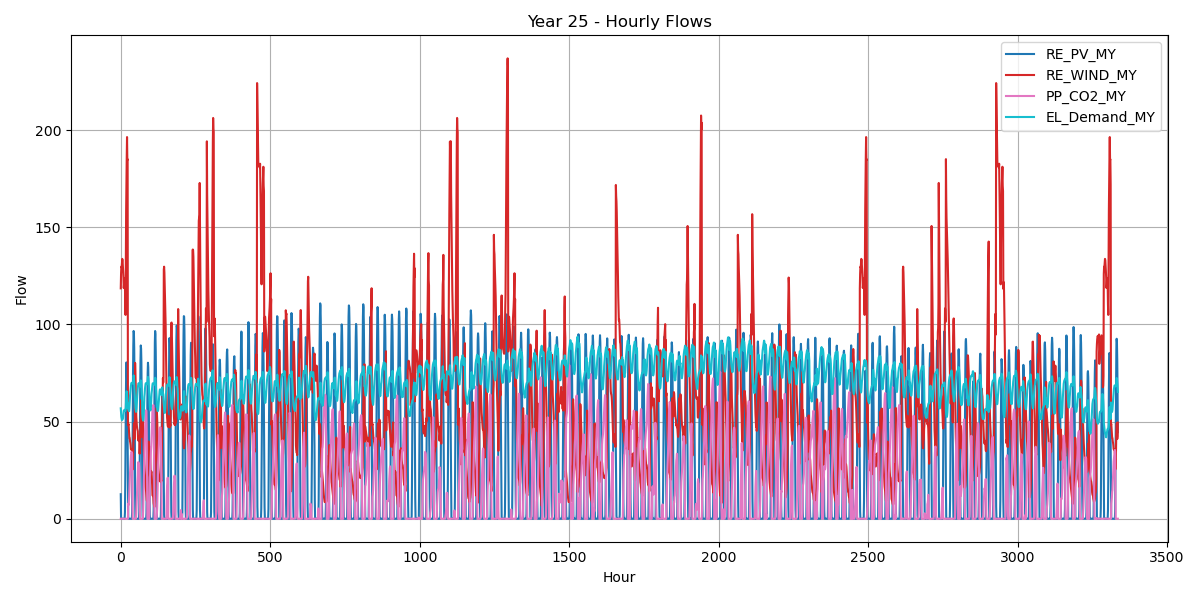 Year 25 - Hourly Flows
RE_PV_MY
RE_WIND_MY
PP_CO2_MY
EL_Demand_MY
200
150
100
50
0
Flow
0 500 1000 1500 2000 2500 3000 3500
Hour